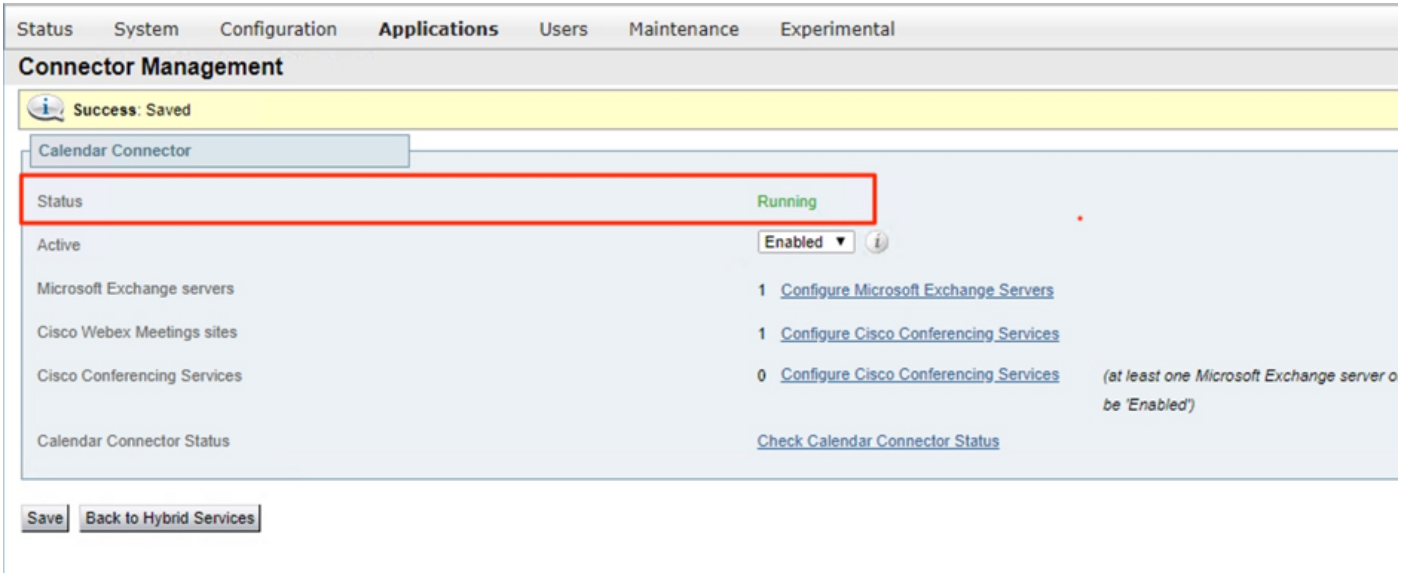 Status System Configuration Applications Users Maintenance Experimental
Connector Management
Success: Saved
Calendar Connector
Status Running
Active Enabled ▼ i
Microsoft Exchange servers 1 Configure Microsoft Exchange Servers
Cisco Webex Meetings sites 1 Configure Cisco Conferencing Services
Cisco Conferencing Services 0 Configure Cisco Conferencing Services (at least one Microsoft Exchange server o
be 'Enabled')
Calendar Connector Status Check Calendar Connector Status
Save Back to Hybrid Services